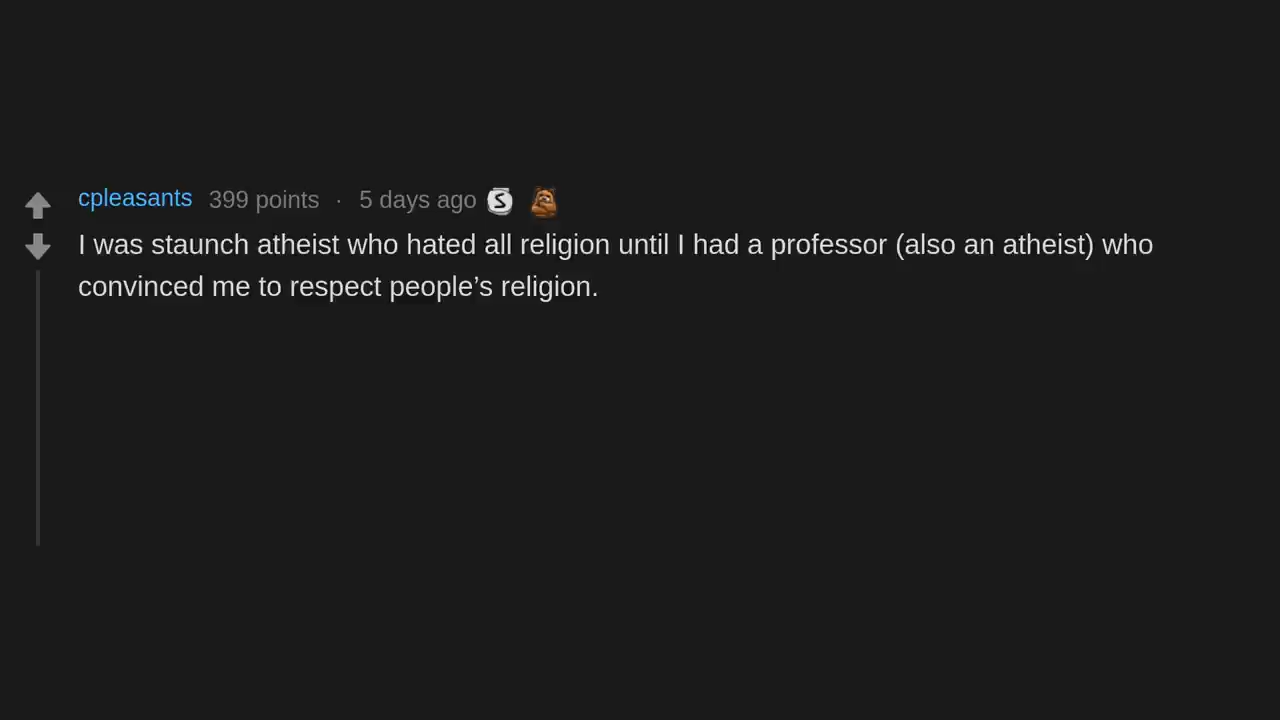 cpleasants 399 points · 5 days ago S
I was staunch atheist who hated all religion until I had a professor (also an atheist) who
convinced me to respect people’s religion.